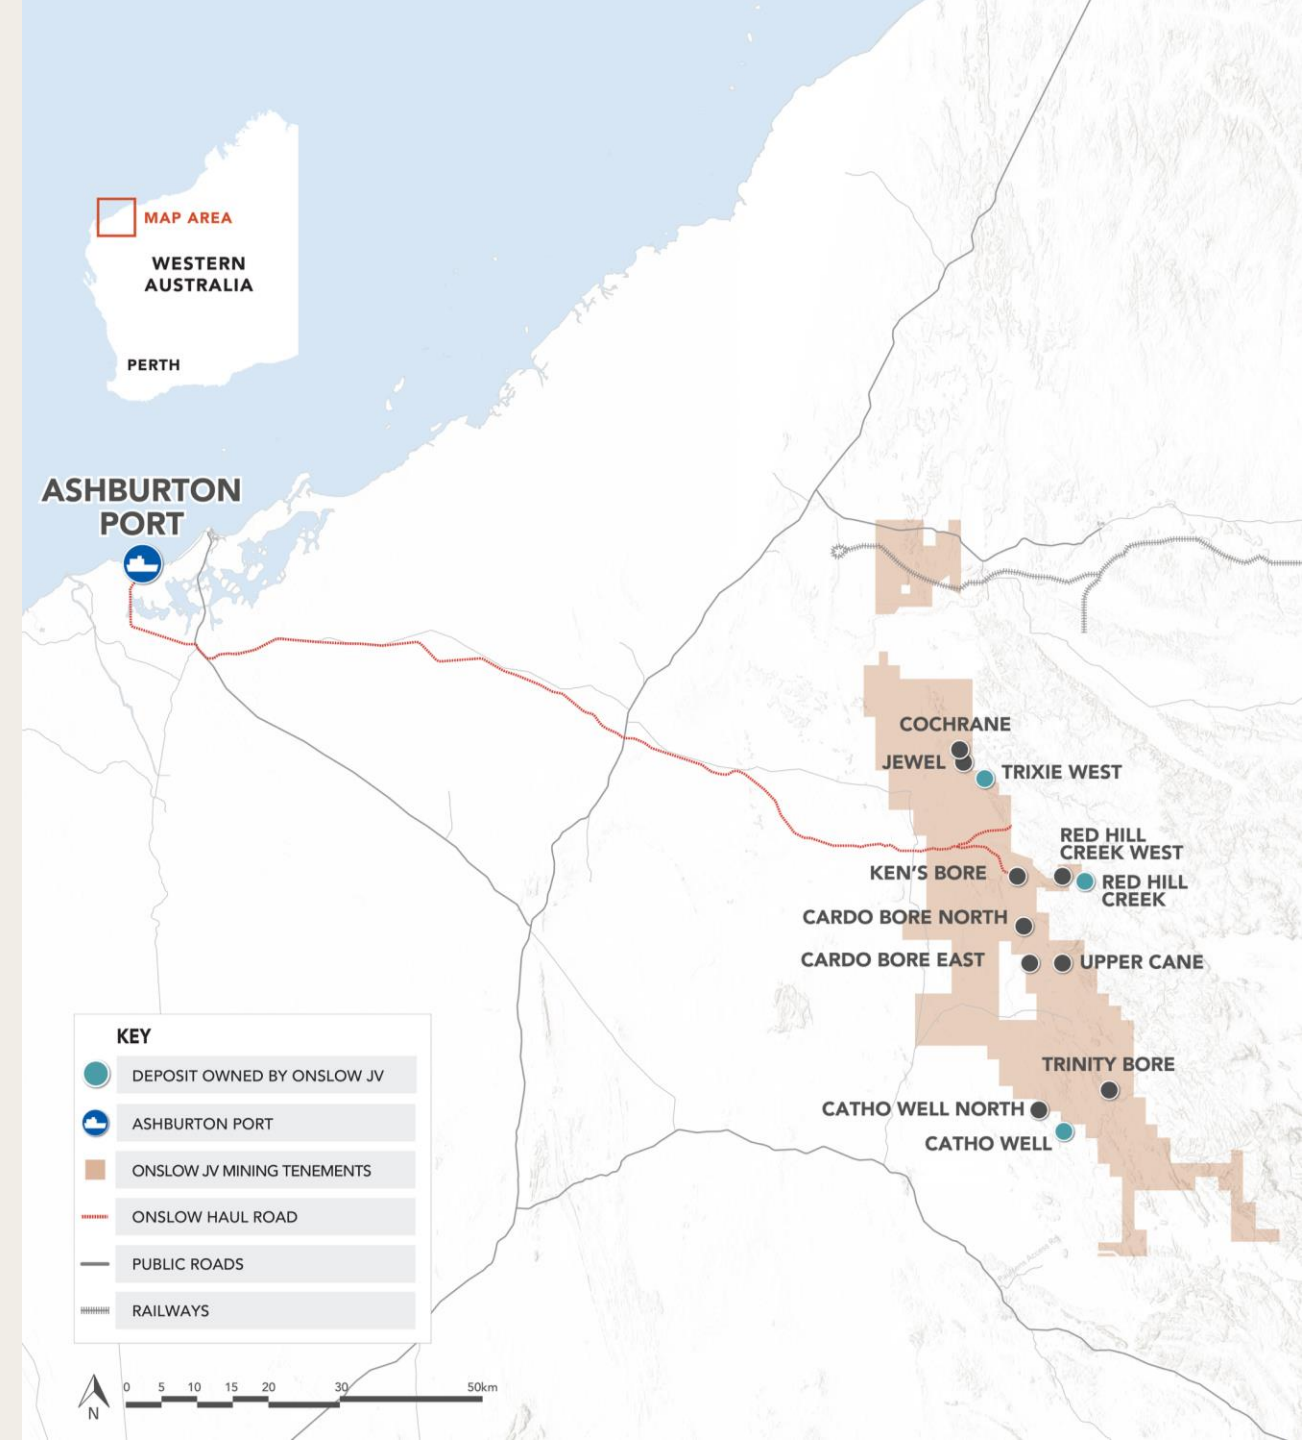 MAP AREA
WESTERN
AUSTRALIA
PERTH
ASHBURTON
PORT
COCHRANE
JEWEL
TRIXIE WEST
RED HILL
CREEK WEST
KEN'S BORE
RED HILL
CREEK
CARDO BORE NORTH
CARDO BORE EAST
UPPER CANE
TRINITY BORE
CATHO WELL NORTH
CATHO WELL
Access Rd
KEY
DEPOSIT OWNED BY ONSLOW JV
ASHBURTON PORT
ONSLOW JV MINING TENEMENTS
ONSLOW HAUL ROAD
PUBLIC ROADS
RAILWAYS
0 5 10 15 20 30 50km
N